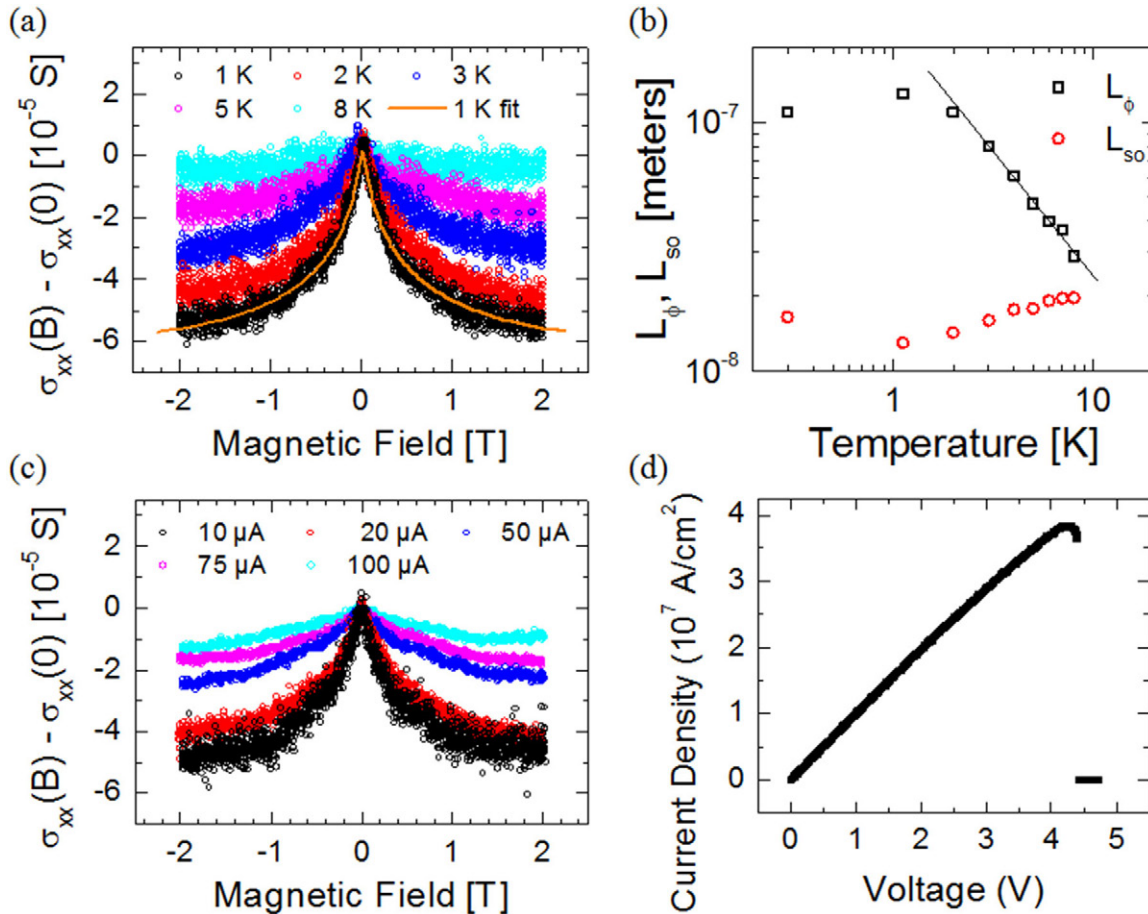 (a)
σxx(B) - σxx(0) [10⁻⁵ S]
2
0
-2
-4
-6
1 K 2 K 3 K
5 K 8 K 1 K fit
-2 -1 0 1 2
Magnetic Field [T]
(b)
Lϕ, Lso [meters]
10⁻⁷
10⁻⁸
Lϕ
Lso
1 10
Temperature [K]
(c)
σxx(B) - σxx(0) [10⁻⁵ S]
2
0
-2
-4
-6
10 µA 20 µA 50 µA
75 µA 100 µA
-2 -1 0 1 2
Magnetic Field [T]
(d)
Current Density (10⁷ A/cm²)
4
3
2
1
0
0 1 2 3 4 5
Voltage (V)